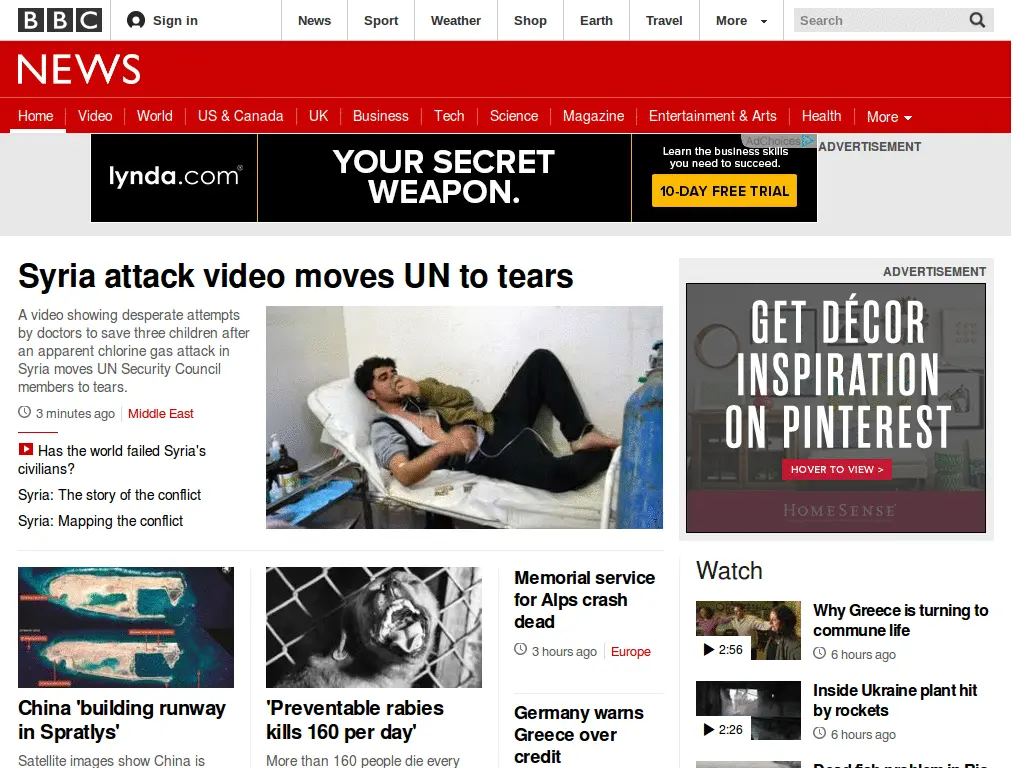 BBC
Sign in
News
Sport
Weather
Shop
Earth
Travel
More
Search
NEWS
Home
Video
World
US & Canada
UK
Business
Tech
Science
Magazine
Entertainment & Arts
Health
More
lynda.com®
YOUR SECRET
WEAPON.
AdChoices
Learn the business skills
you need to succeed.
10-DAY FREE TRIAL
ADVERTISEMENT
Syria attack video moves UN to tears
A video showing desperate attempts
by doctors to save three children after
an apparent chlorine gas attack in
Syria moves UN Security Council
members to tears.
3 minutes ago
Middle East
Has the world failed Syria's
civilians?
Syria: The story of the conflict
Syria: Mapping the conflict
ADVERTISEMENT
GET DÉCOR
INSPIRATION
ON PINTEREST
HOVER TO VIEW >
HOMESENSE
China 'building runway
in Spratlys'
Satellite images show China is
'Preventable rabies
kills 160 per day'
More than 160 people die every
Memorial service
for Alps crash
dead
3 hours ago
Europe
Germany warns
Greece over
credit
Watch
2:56
Why Greece is turning to
commune life
6 hours ago
2:26
Inside Ukraine plant hit
by rockets
6 hours ago
Dead fish problem in Rio